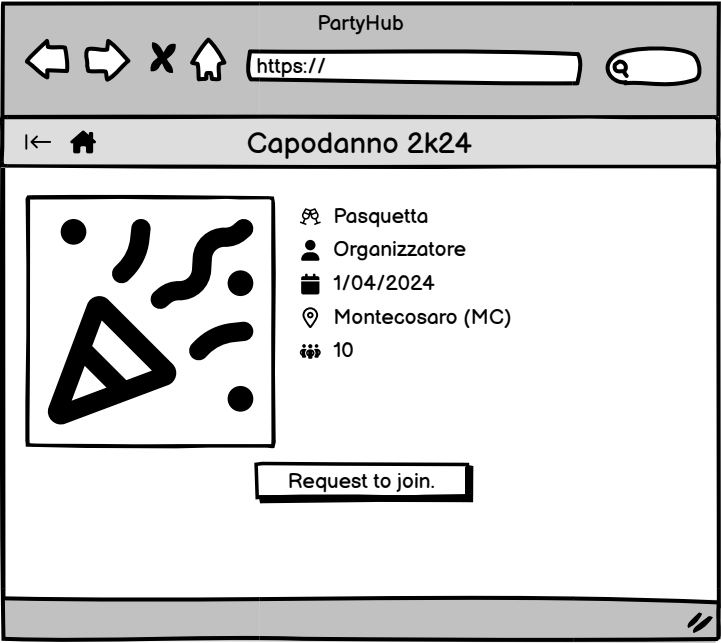 PartyHub
https://
Capodanno 2k24
Pasquetta
Organizzatore
1/04/2024
Montecosaro (MC)
10
Request to join.